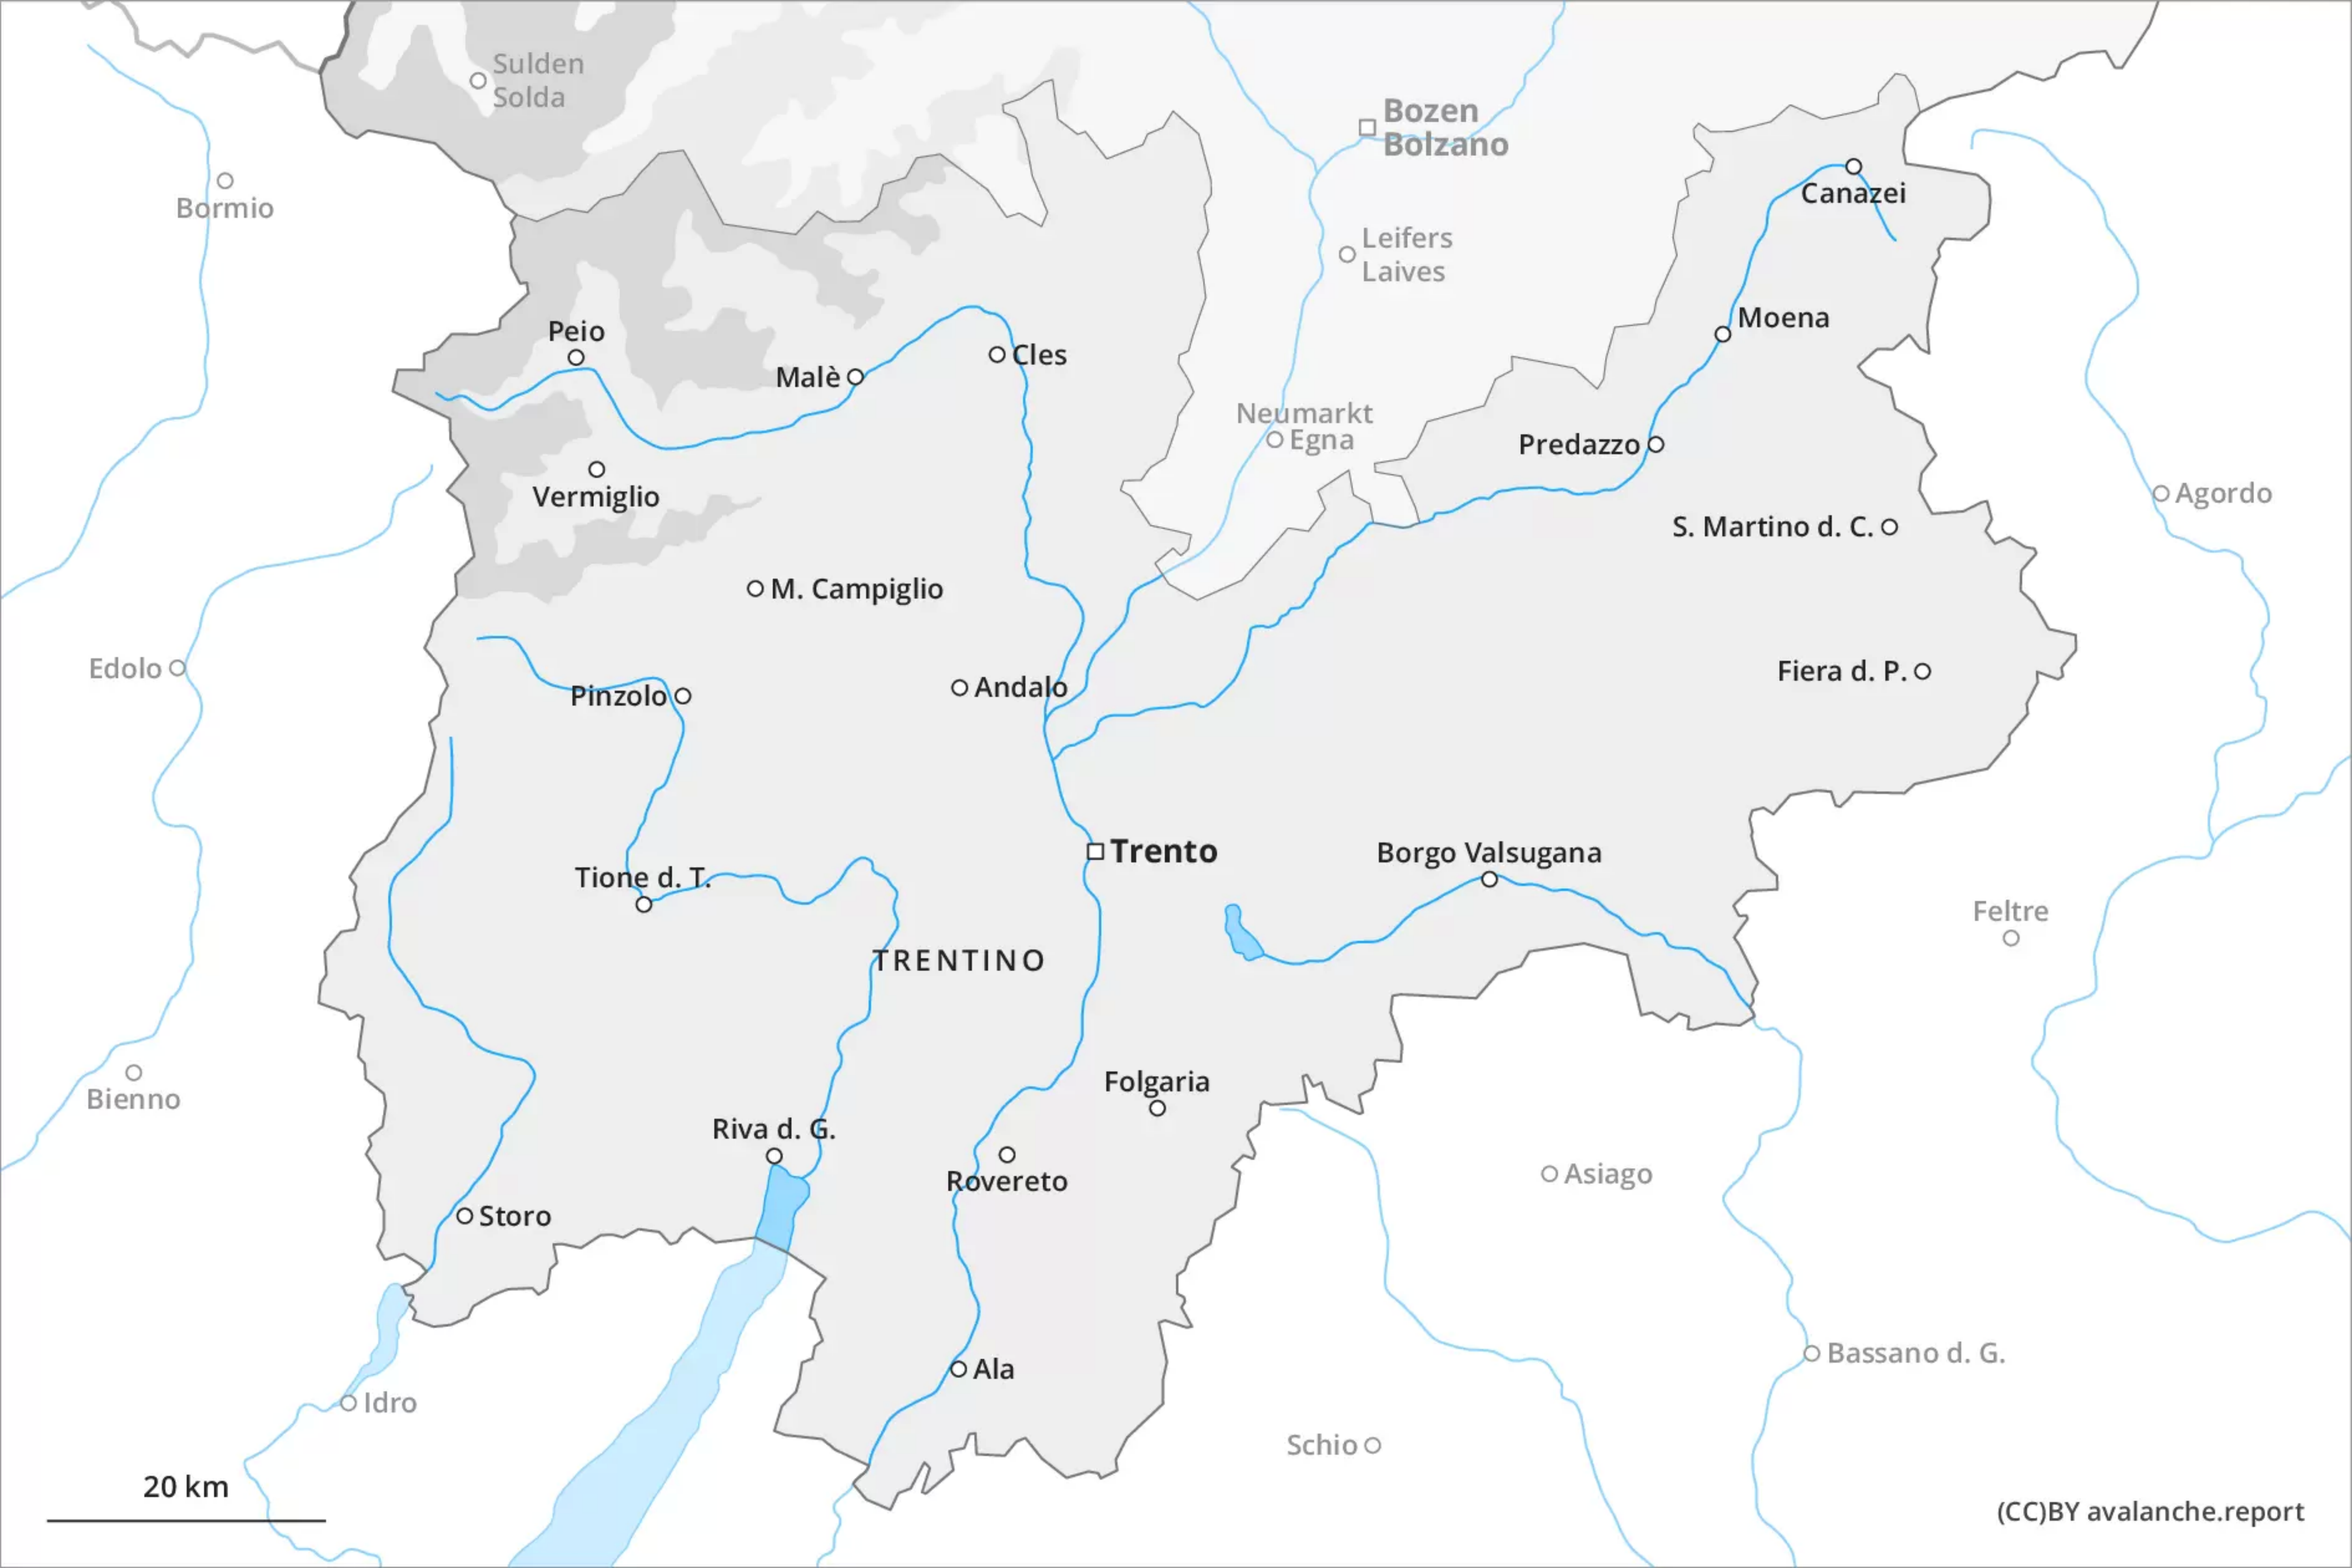 Sulden
Solda
Bozen
Bolzano
Bormio
Canazei
Leifers
Laives
Moena
Peio
Cles
Malè
Neumarkt
Egna
Predazzo
Vermiglio
Agordo
S. Martino d. C.
M. Campiglio
Edolo
Fiera d. P.
Andalo
Pinzolo
Trento
Borgo Valsugana
Tione d. T.
Feltre
TRENTINO
Bienno
Folgaria
Riva d. G.
Asiago
Rovereto
Storo
Bassano d. G.
Ala
Idro
Schio
20 km
(CC)BY avalanche.report